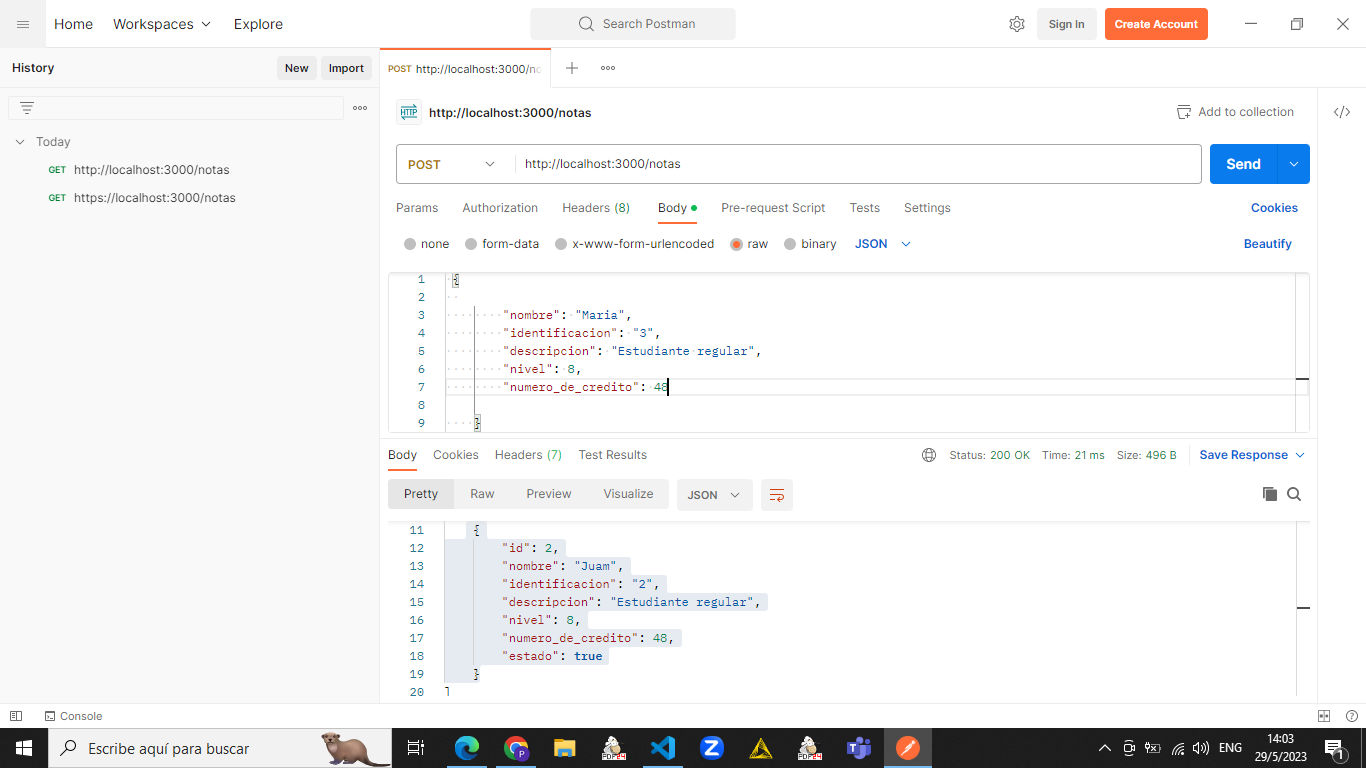 Home
Workspaces
Explore
Search Postman
Sign In
Create Account
History
New
Import
POST http://localhost:3000/no
HTTP
http://localhost:3000/notas
Add to collection
Today
GET http://localhost:3000/notas
GET https://localhost:3000/notas
POST
http://localhost:3000/notas
Send
Params
Authorization
Headers (8)
Body
Pre-request Script
Tests
Settings
Cookies
none
form-data
x-www-form-urlencoded
raw
binary
JSON
Beautify
1 {
2
3 "nombre": "Maria",
4 "identificacion": "3",
5 "descripcion": "Estudiante regular",
6 "nivel": 8,
7 "numero_de_credito": 48
8
9 }
Body
Cookies
Headers (7)
Test Results
Status: 200 OK
Time: 21 ms
Size: 496 B
Save Response
Pretty
Raw
Preview
Visualize
JSON
11 {
12 "id": 2,
13 "nombre": "Juam",
14 "identificacion": "2",
15 "descripcion": "Estudiante regular",
16 "nivel": 8,
17 "numero_de_credito": 48,
18 "estado": true
19 }
20 ]
Console
Escribe aquí para buscar
PDF24
PDF24
ENG
14:03
29/5/2023
1